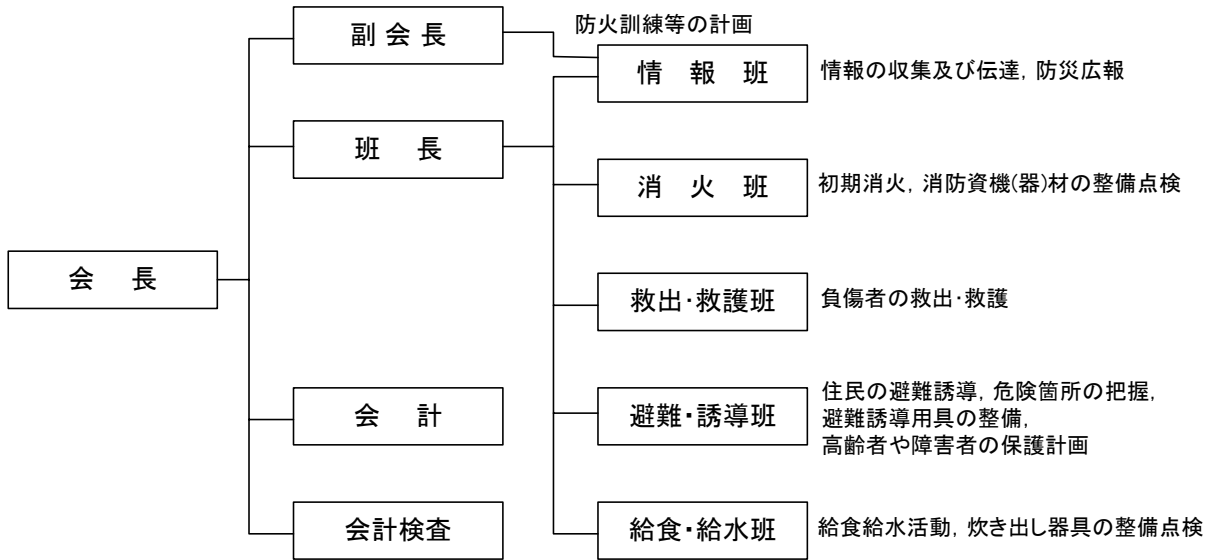 副会長
防火訓練等の計画
情報班
情報の収集及び伝達, 防災広報
班長
消火班
初期消火, 消防資機(器)材の整備点検
会長
救出・救護班
負傷者の救出・救護
会計
避難・誘導班
住民の避難誘導, 危険箇所の把握,
避難誘導用具の整備,
高齢者や障害者の保護計画
会計検査
給食・給水班
給食給水活動, 炊き出し器具の整備点検